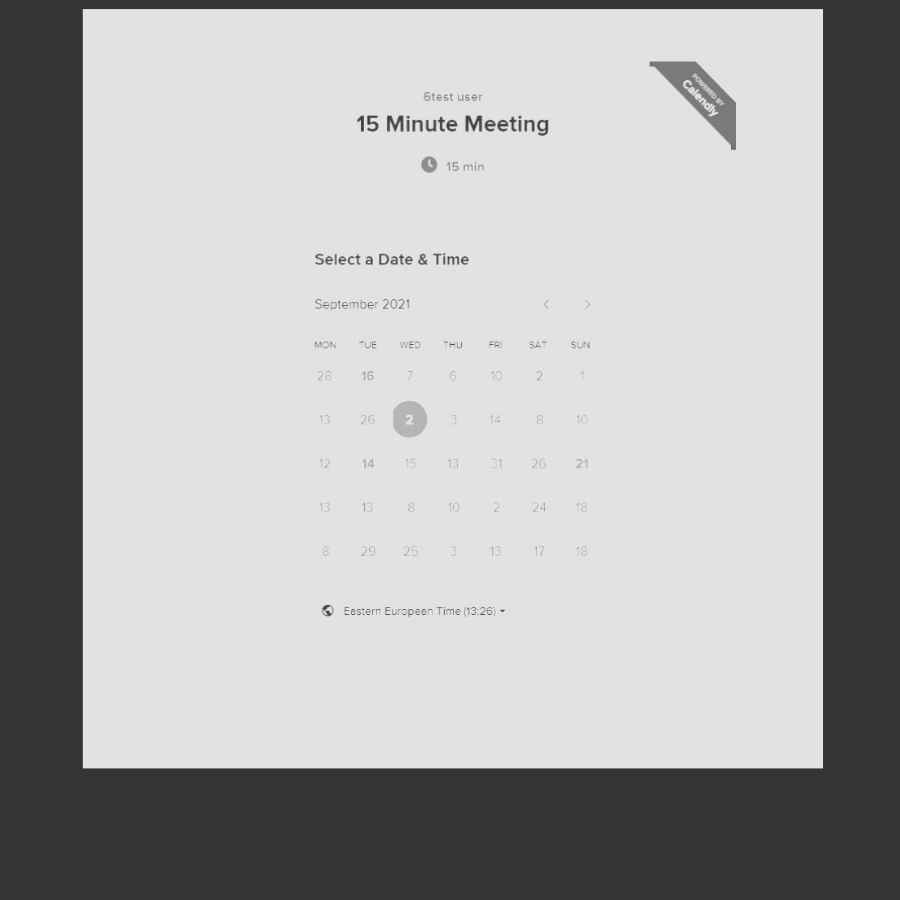 POWERED BY
Calendly
6test user
15 Minute Meeting
15 min
Select a Date & Time
September 2021
MON TUE WED THU FRI SAT SUN
28 16 7 6 10 2 1
13 26 2 3 14 8 10
12 14 15 13 31 26 21
13 13 8 10 2 24 18
8 29 25 3 13 17 18
Eastern European Time (13:26)